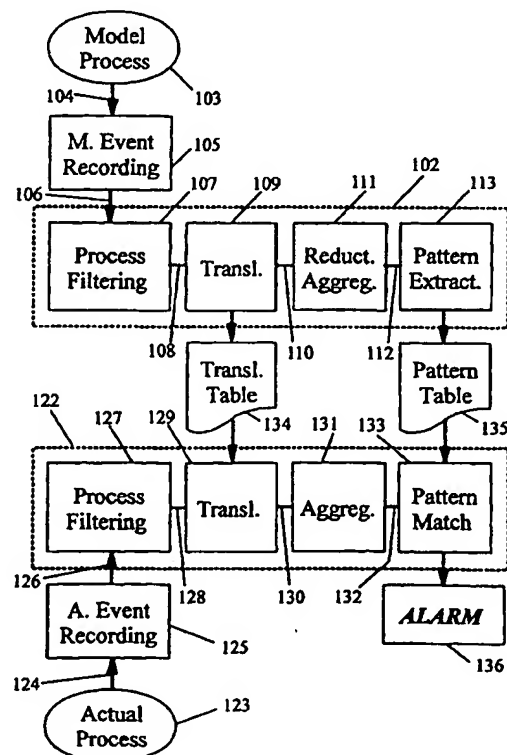 Model
Process
103
104
M. Event
Recording
105
106
107
109
111
102
113
Process
Filtering
Transl.
Reduct.
Aggreg.
Pattern
Extract.
108
110
112
Transl.
Table
Pattern
Table
122
127
129
134
131
133
135
Process
Filtering
Transl.
Aggreg.
Pattern
Match
126
128
130
132
A. Event
Recording
125
ALARM
136
124
123
Actual
Process